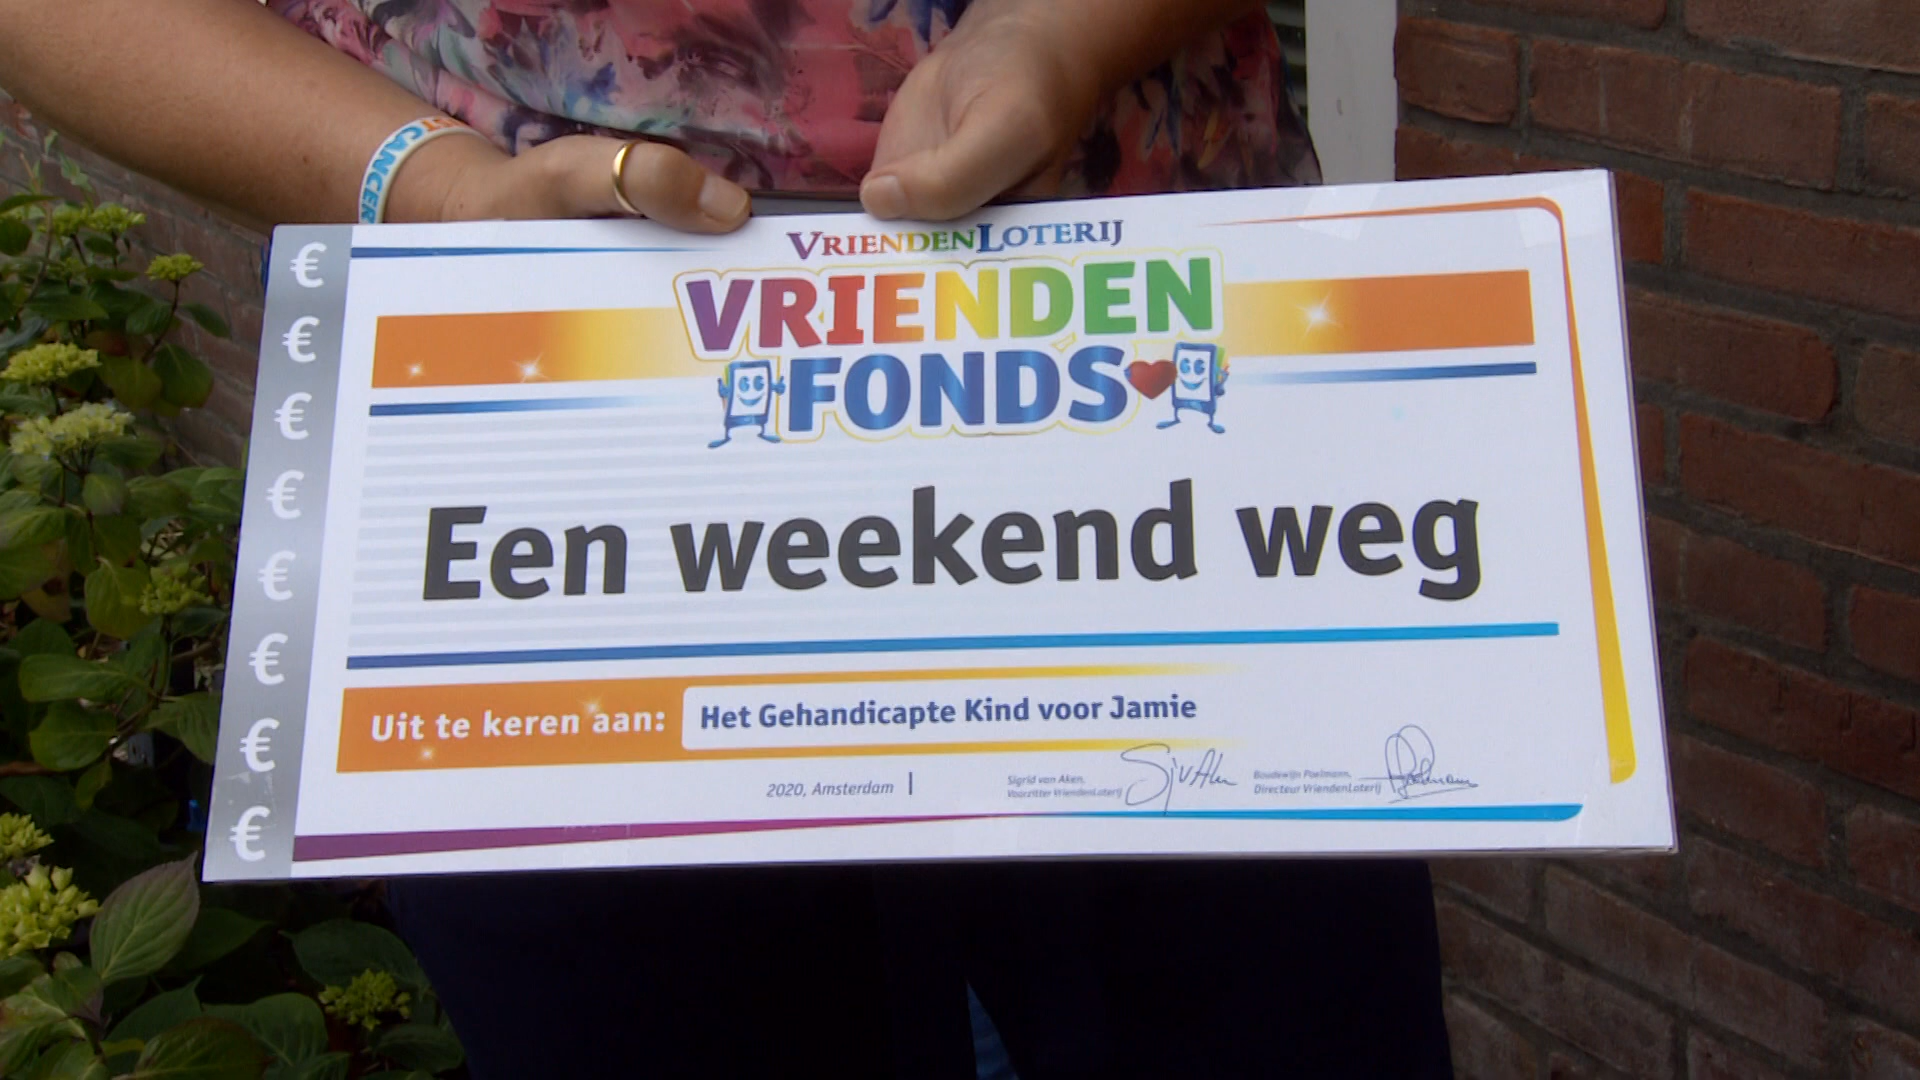 CANCER
VRIENDENLOTERIJ
VRIENDEN
FONDS
Een weekend weg
Uit te keren aan: Het Gehandicapte Kind voor Jamie
2020, Amsterdam
Sigrid van Aken,
Voorzitter VriendenLoterij
Boudewijn Poelmann,
Directeur VriendenLoterij
€
€
€
€
€
€
€
€